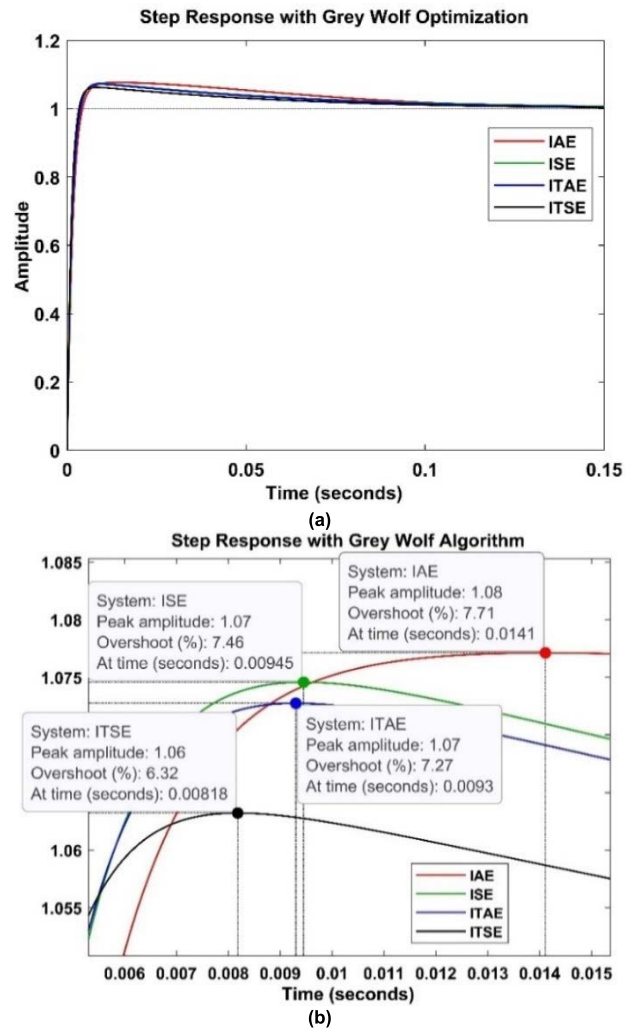 Step Response with Grey Wolf Optimization
1.2
1
0.8
0.6
0.4
0.2
0
Amplitude
IAE
ISE
ITAE
ITSE
0 0.05 0.1 0.15
Time (seconds)
(a)
Step Response with Grey Wolf Algorithm
1.085
1.08
1.075
1.06
1.055
System: IAE
Peak amplitude: 1.08
Overshoot (%): 7.71
At time (seconds): 0.0141
System: ISE
Peak amplitude: 1.07
Overshoot (%): 7.46
At time (seconds): 0.00945
System: ITSE
Peak amplitude: 1.06
Overshoot (%): 6.32
At time (seconds): 0.00818
System: ITAE
Peak amplitude: 1.07
Overshoot (%): 7.27
At time (seconds): 0.0093
IAE
ISE
ITAE
ITSE
0.006 0.007 0.008 0.009 0.01 0.011 0.012 0.013 0.014 0.015
Time (seconds)
(b)